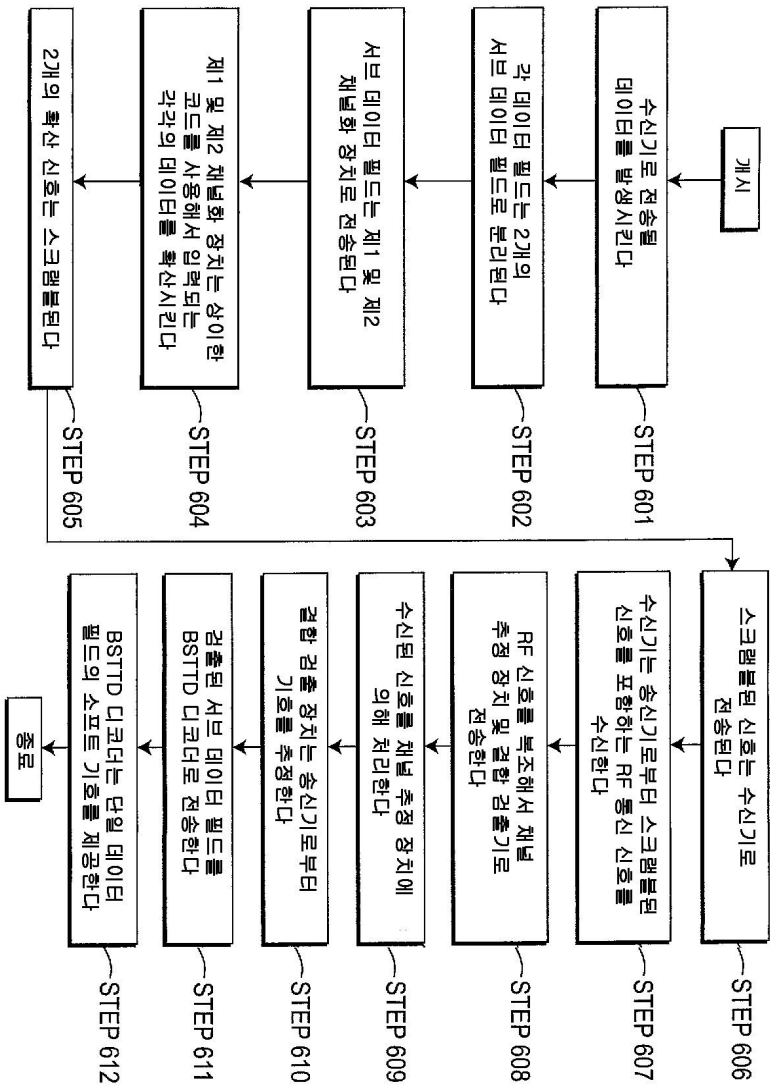 개시
수신기로 전송될
데이터를 발생시킨다
STEP 601
각 데이터 필드는 2개의
서브 데이터 필드로 분리된다
STEP 602
서브 데이터 필드는 제1 및 제2
채널화 장치로 전송된다
STEP 603
제1 및 제2 채널화 장치는 상이한
코드를 사용해서 입력되는
각각의 데이터를 확산시킨다
STEP 604
2개의 확산 신호는 스크램블된다
STEP 605
스크램블된 신호는 수신기로
전송된다
STEP 606
수신기는 송신기로부터 스크램블된
신호를 포함하는 RF 통신 신호를
수신한다
STEP 607
RF 신호를 복조해서 채널
추정 장치 및 결합 검출기로
전송한다
STEP 608
수신된 신호를 채널 추정 장치에
의해 처리한다
STEP 609
결합 검출 장치는 송신기로부터
기호를 추정한다
STEP 610
검출된 서브 데이터 필드를
BSTTD 디코더로 전송한다
STEP 611
BSTTD 디코더는 단일 데이터
필드의 소프트 기호를 제공한다
STEP 612
종료